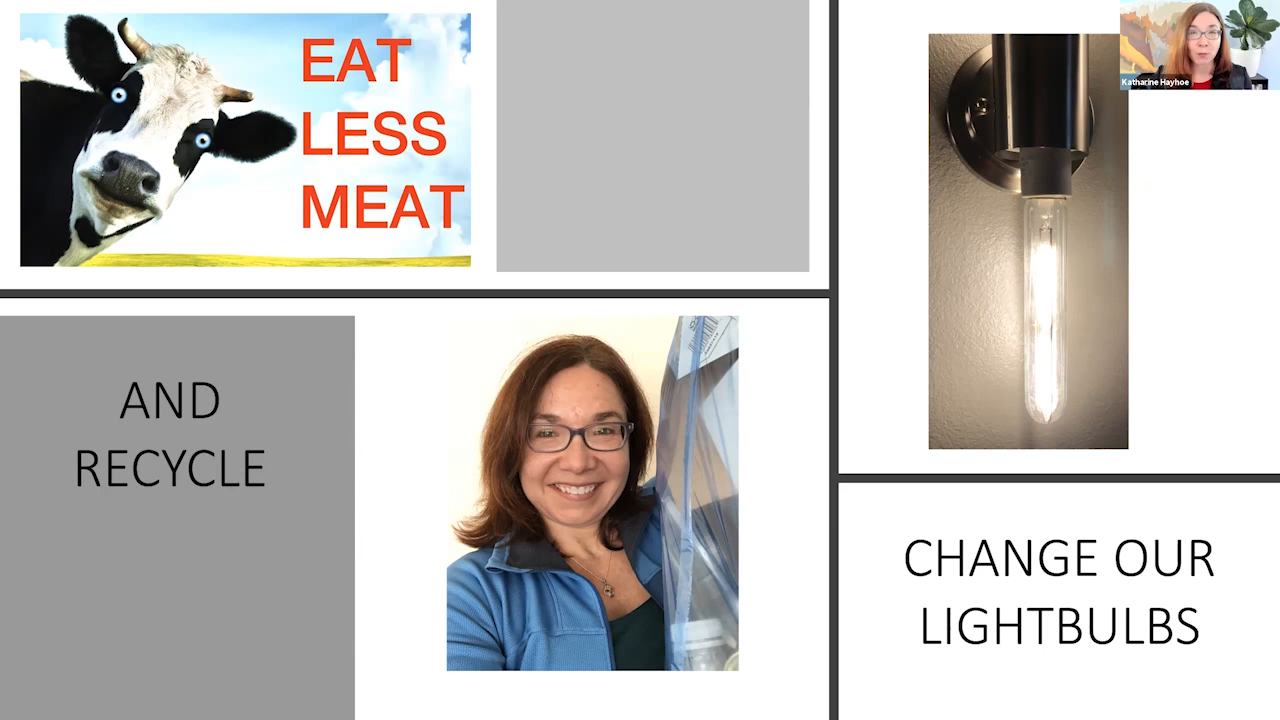 EAT
LESS
MEAT
Katharine Hayhoe
AND
RECYCLE
CHANGE OUR
LIGHTBULBS